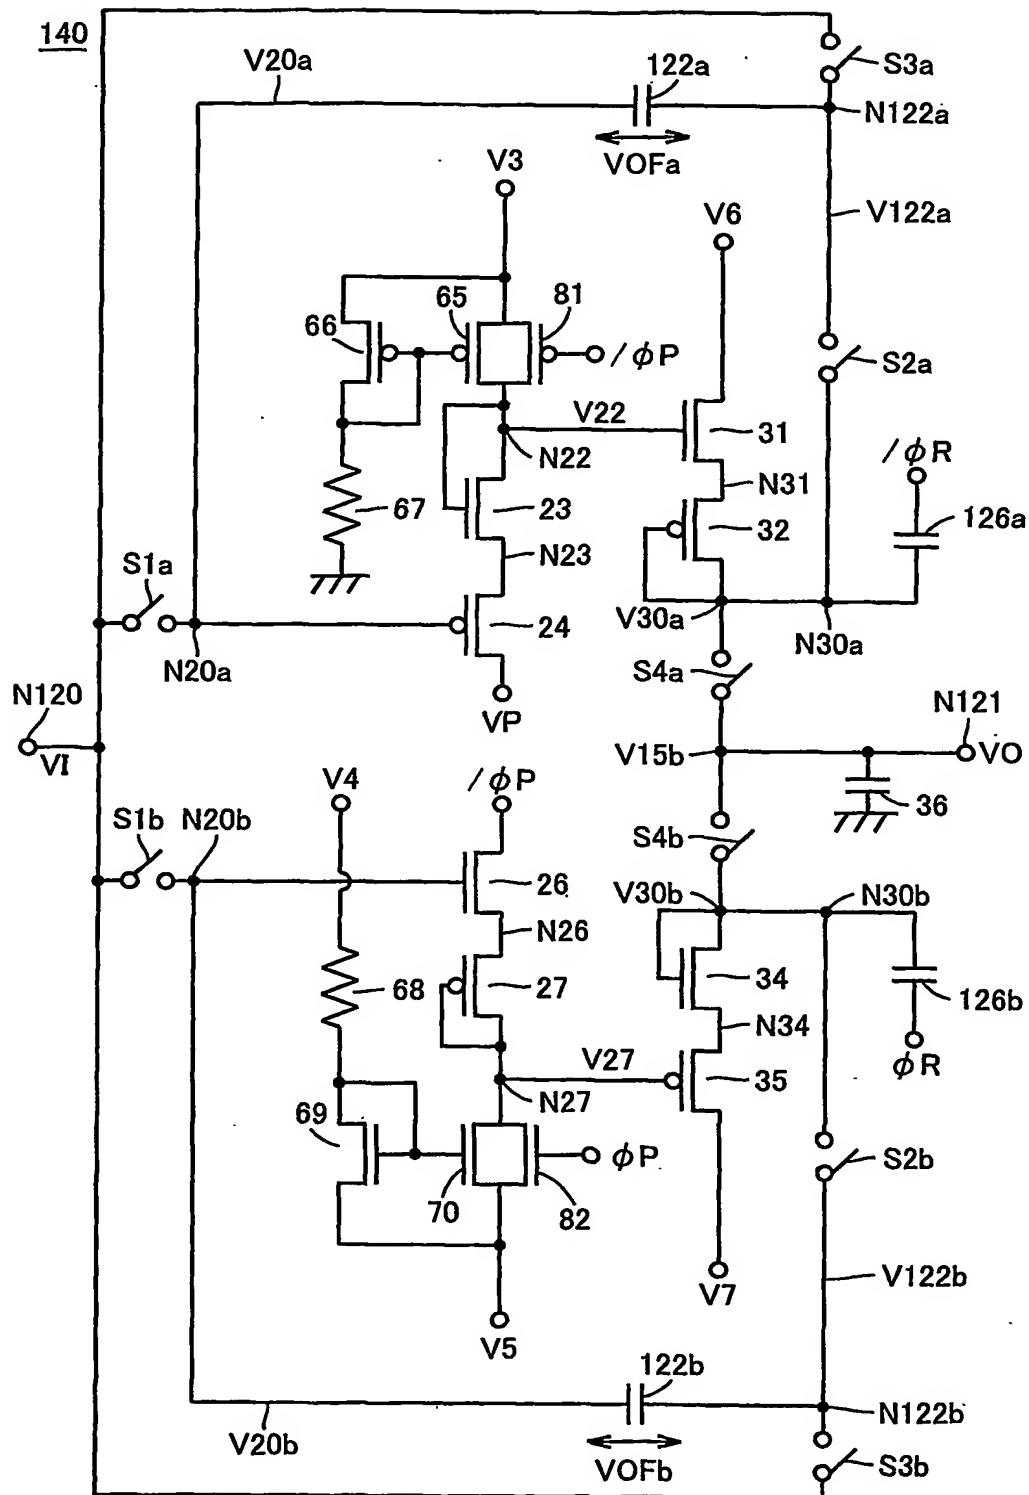 140
S3a
V20a
122a
N122a
VOFa
V3
V6
V122a
65
81
66
/φP
S2a
V22
31
/φR
N22
N31
67
23
32
126a
S1a
N23
24
V30a
N30a
N20a
S4a
N120
VP
N121
VI
V15b
VO
V4
/φP
36
S1b
N20b
S4b
26
V30b
N30b
N26
68
27
34
126b
N34
V27
35
φR
N27
69
φP
S2b
70
82
V122b
V7
V5
122b
N122b
V20b
VOFb
S3b